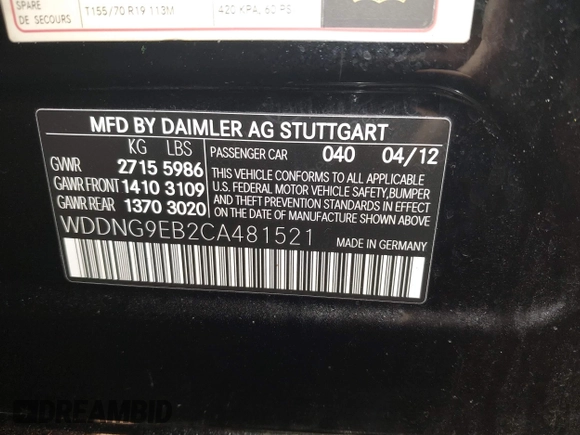 SPARE
DE SECOURS
T155/70 R19 113M
420 KPA, 60 PSI
MFD BY DAIMLER AG STUTTGART
KG LBS
GVWR 2715 5986
GAWR FRONT 1410 3109
GAWR REAR 1370 3020
PASSENGER CAR 040 04/12
THIS VEHICLE CONFORMS TO ALL APPLICABLE
U.S. FEDERAL MOTOR VEHICLE SAFETY,BUMPER
AND THEFT PREVENTION STANDARDS IN EFFECT ON
THE DATE OF MANUFACTURE SHOWN ABOVE.
WDDNG9EB2CA481521
MADE IN GERMANY
DREAMBID